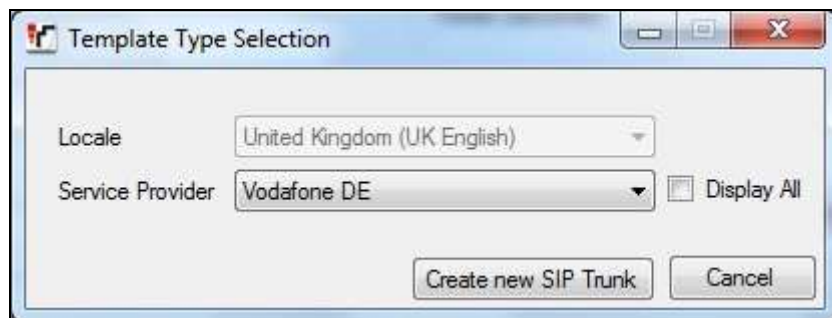 Template Type Selection
Locale United Kingdom (UK English)
Service Provider Vodafone DE Display All
Create new SIP Trunk Cancel